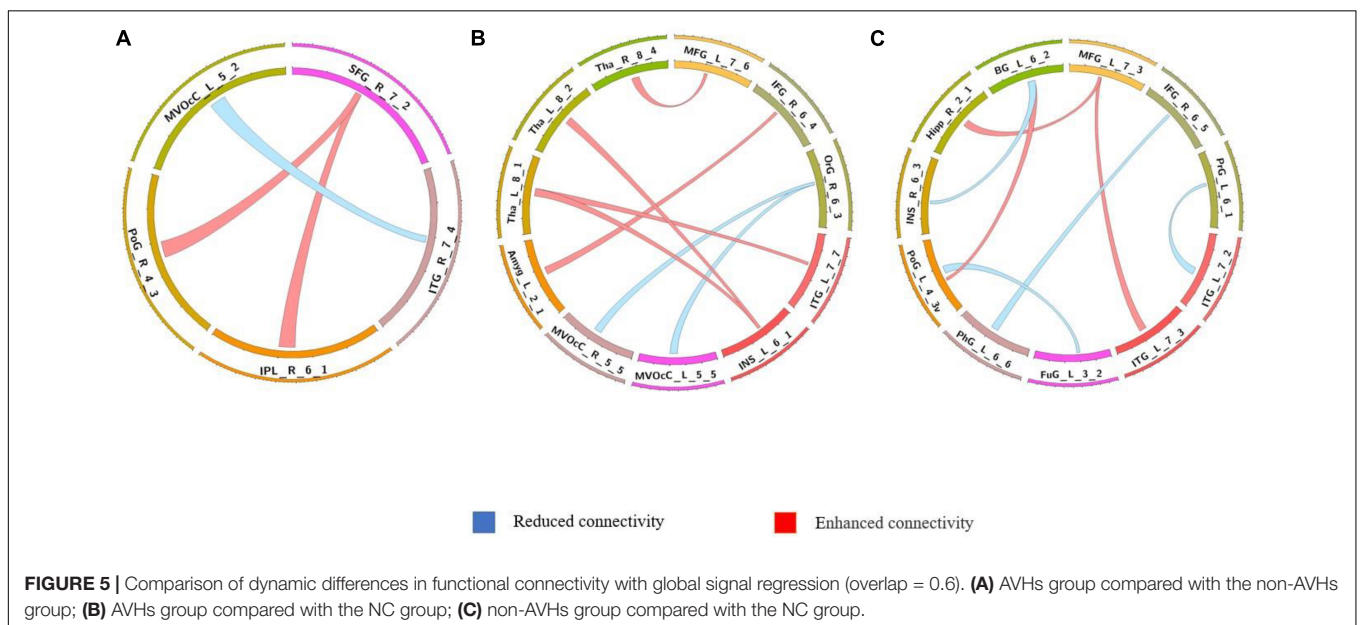 A
MVOcC_L_5_2
SFG_R_7_2
ITG_R_7_4
IPL_R_6_1
PoG_R_4_3
B
Tha_R_8_4
MFG_L_7_6
IFG_R_6_4
OrG_R_6_3
ITG_L_7_7
INS_L_6_1
MVOcC_L_5_5
MVOcC_R_5_5
Amyg_L_2_1
Tha_L_8_1
Tha_L_8_2
C
BG_L_6_2
MFG_L_7_3
IFG_R_6_5
PrG_L_6_1
ITG_L_7_2
ITG_L_7_3
FuG_L_3_2
PhG_L_6_6
PoG_L_4_3v
INS_R_6_3
Hipp_R_2_1
Reduced connectivity
Enhanced connectivity
FIGURE 5 | Comparison of dynamic differences in functional connectivity with global signal regression (overlap = 0.6). (A) AVHs group compared with the non-AVHs
group; (B) AVHs group compared with the NC group; (C) non-AVHs group compared with the NC group.